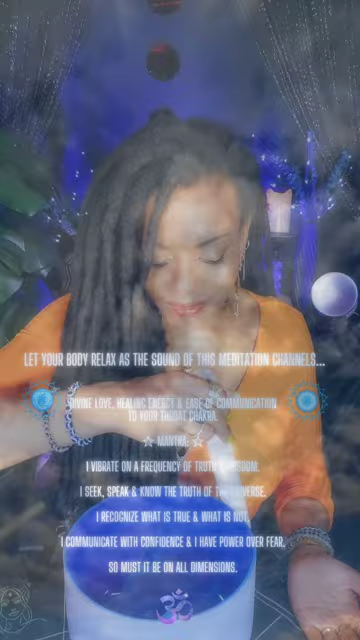 LET YOUR BODY RELAX AS THE SOUND OF THIS MEDITATION CHANNELS...
DIVINE LOVE, HEALING ENERGY & EASE OF COMMUNICATION
TO YOUR THROAT CHAKRA.
☆ MANTRA: ☆
I VIBRATE ON A FREQUENCY OF TRUTH & WISDOM.
I SEEK, SPEAK & KNOW THE TRUTH OF THE UNIVERSE.
I RECOGNIZE WHAT IS TRUE & WHAT IS NOT.
I COMMUNICATE WITH CONFIDENCE & I HAVE POWER OVER FEAR.
SO MUST IT BE ON ALL DIMENSIONS.
ॐ